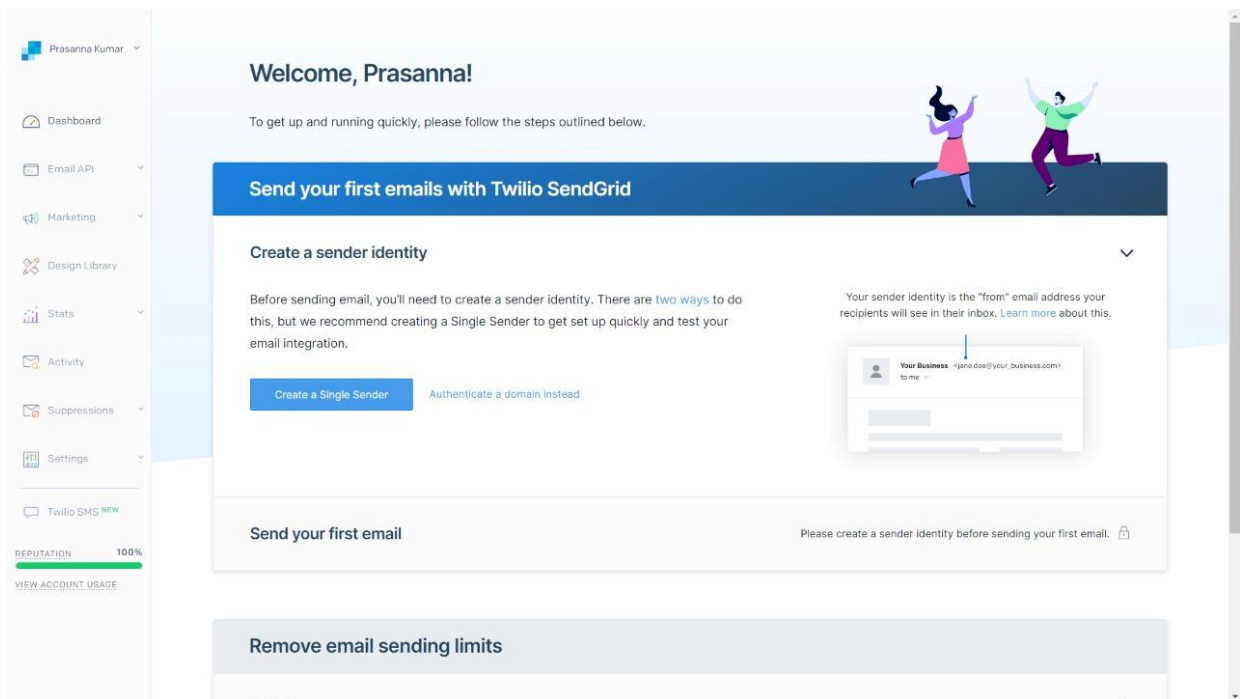 Prasanna Kumar
Dashboard
Email API
Marketing
Design Library
Stats
Activity
Suppressions
Settings
Twilio SMS NEW
REPUTATION 100%
VIEW ACCOUNT USAGE
Welcome, Prasanna!
To get up and running quickly, please follow the steps outlined below.
Send your first emails with Twilio SendGrid
Create a sender identity
Before sending email, you'll need to create a sender identity. There are two ways to do
this, but we recommend creating a Single Sender to get set up quickly and test your
email integration.
Create a Single Sender
Authenticate a domain instead
Your sender identity is the "from" email address your
recipients will see in their inbox. Learn more about this.
Your Business <jane.doe@your_business.com>
to me
Send your first email
Please create a sender identity before sending your first email.
Remove email sending limits